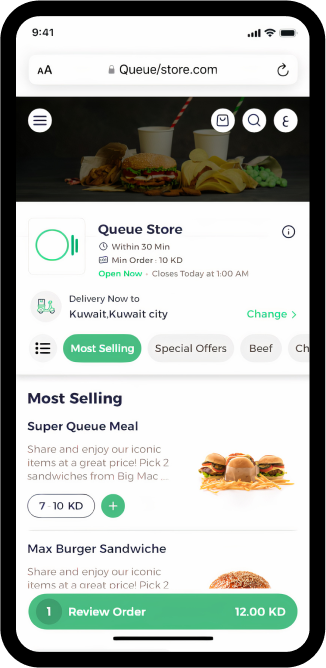 9:41
AA
Queue/store.com
ع
Queue Store
Within 30 Min
Min Order : 10 KD
Open Now - Closes Today at 1:00 AM
Delivery Now to
Kuwait,Kuwait city
Change
Most Selling
Special Offers
Beef
Ch
Most Selling
Super Queue Meal
Share and enjoy our iconic
items at a great price! Pick 2
sandwiches from Big Mac ...
7-10 KD
+
Max Burger Sandwiche
Share and enjoy our iconic
items at a great price! Pick 2
1
Review Order
12.00 KD